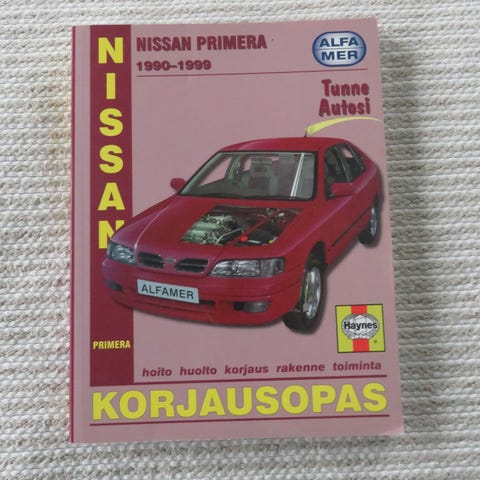 NISSAN
NISSAN PRIMERA
1990-1999
ALFA
MER
Tunne
Autosi
ALFAMER
Haynes
PRIMERA
hoito huolto korjaus rakenne toiminta
KORJAUSOPAS